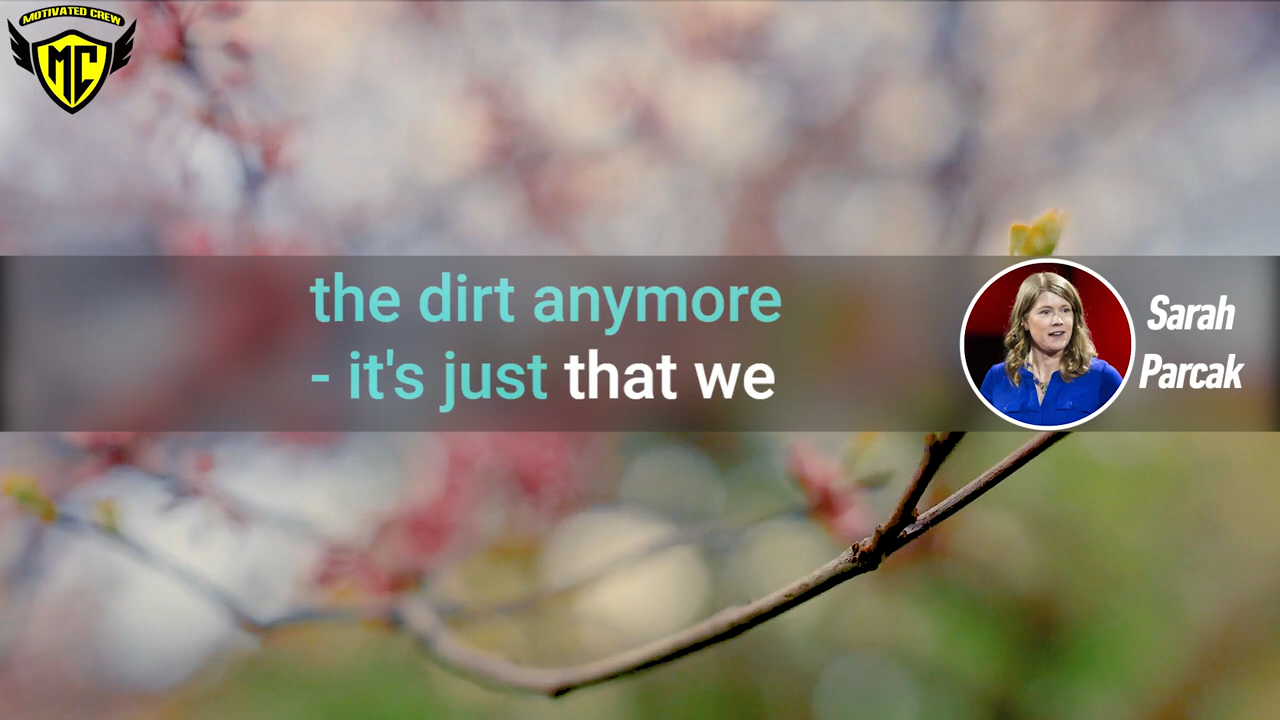 MOTIVATED CREW
MC
the dirt anymore
- it's just that we
Sarah
Parcak